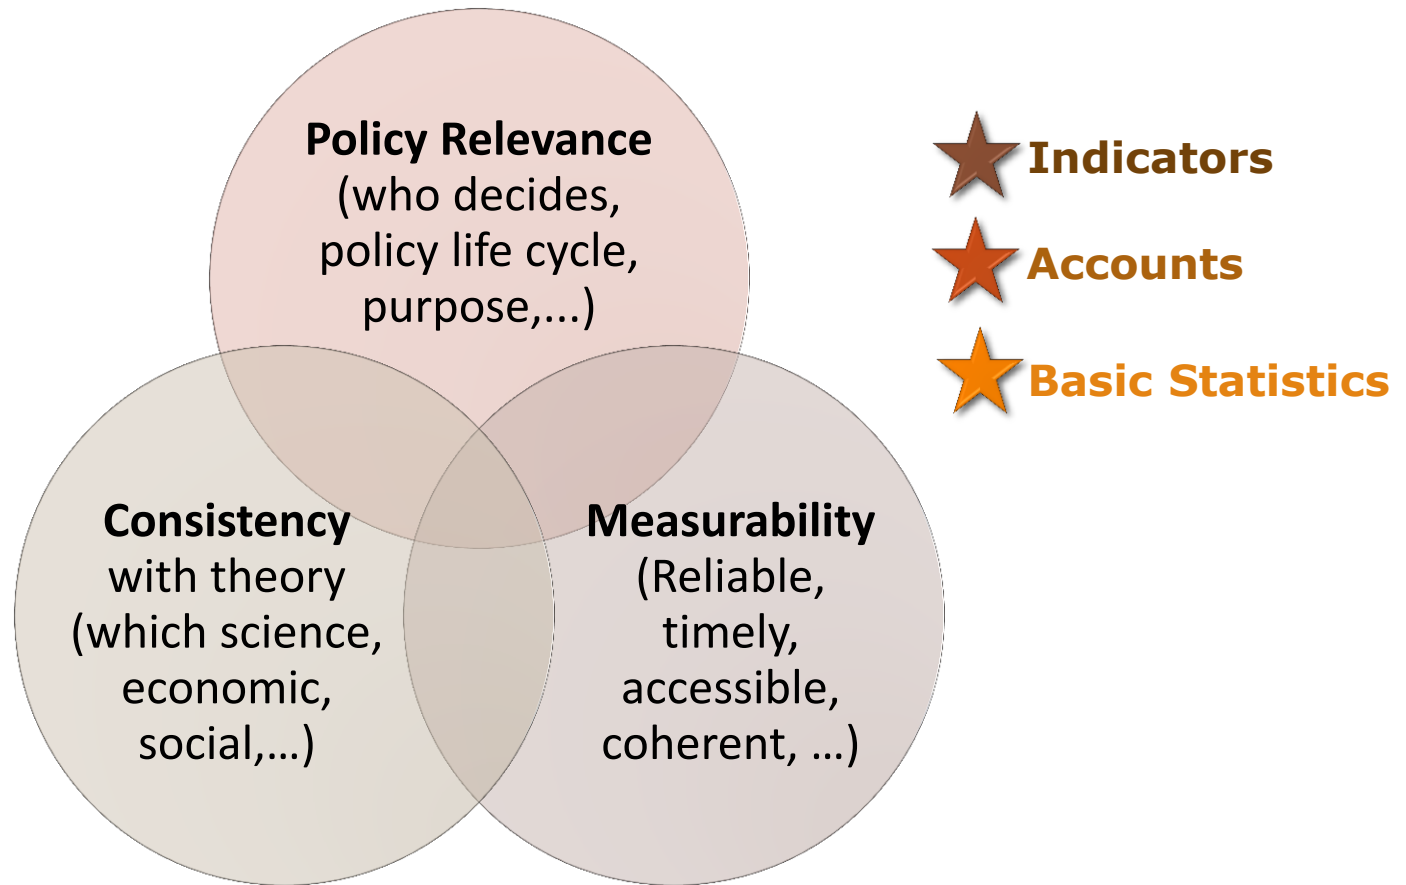 Policy Relevance
(who decides,
policy life cycle,
purpose,...)
Consistency
with theory
(which science,
economic,
social,...)
Measurability
(Reliable,
timely,
accessible,
coherent, ...)
Indicators
Accounts
Basic Statistics